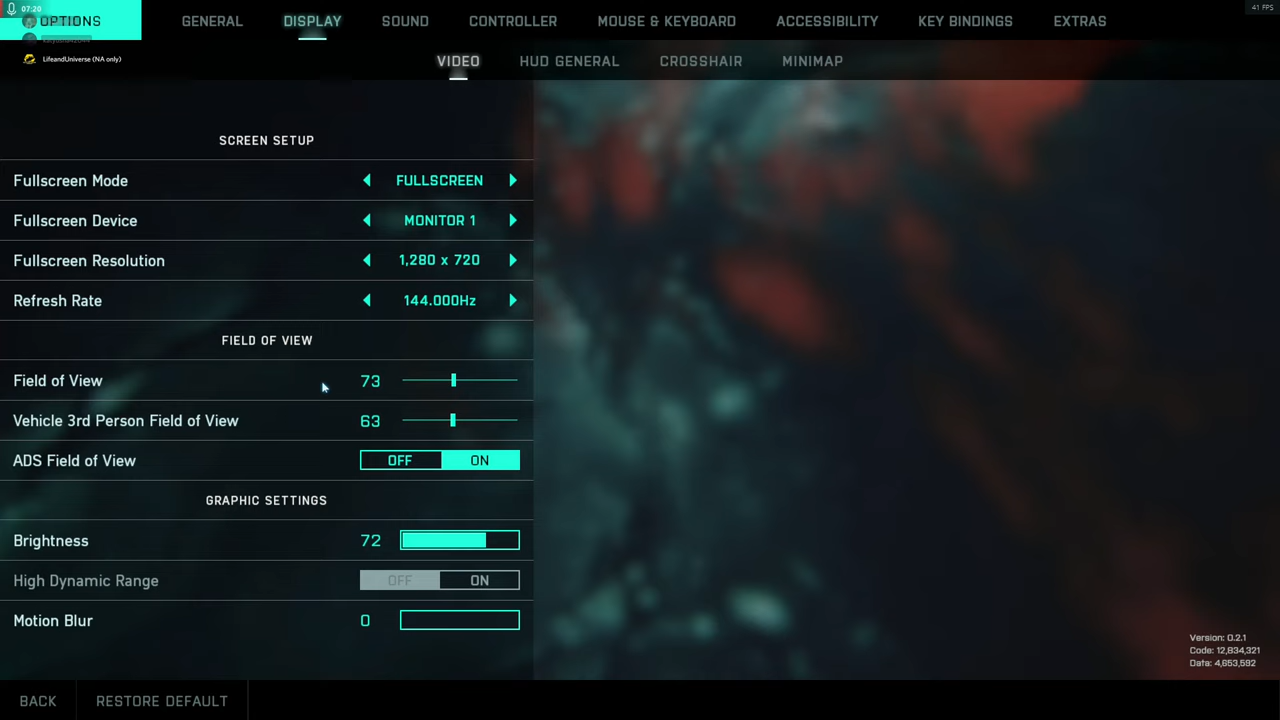 07:20
41 FPS
OPTIONS
GENERAL
DISPLAY
SOUND
CONTROLLER
MOUSE & KEYBOARD
ACCESSIBILITY
KEY BINDINGS
EXTRAS
LifeandUniverse (NA only)
VIDEO
HUD GENERAL
CROSSHAIR
MINIMAP
SCREEN SETUP
Fullscreen Mode FULLSCREEN
Fullscreen Device MONITOR 1
Fullscreen Resolution 1,280 x 720
Refresh Rate 144.000Hz
FIELD OF VIEW
Field of View 73
Vehicle 3rd Person Field of View 63
ADS Field of View OFF ON
GRAPHIC SETTINGS
Brightness 72
High Dynamic Range OFF ON
Motion Blur 0
Version: 0.2.1
Code: 12,834,321
Data: 4,653,592
BACK
RESTORE DEFAULT